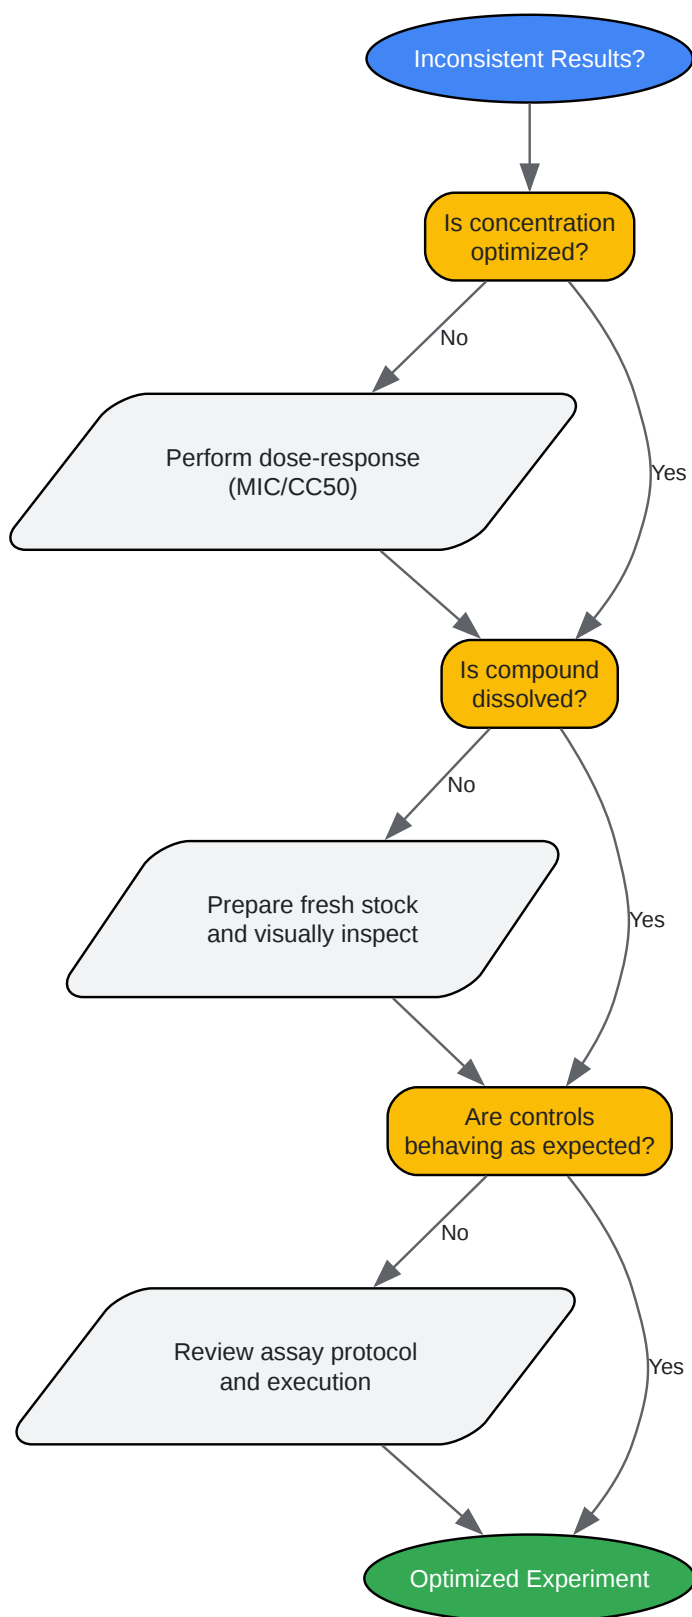 Inconsistent Results?
Is concentration
optimized?
No
Perform dose-response
(MIC/CC50)
Yes
Is compound
dissolved?
No
Prepare fresh stock
and visually inspect
Yes
Are controls
behaving as expected?
No
Review assay protocol
and execution
Yes
Optimized Experiment